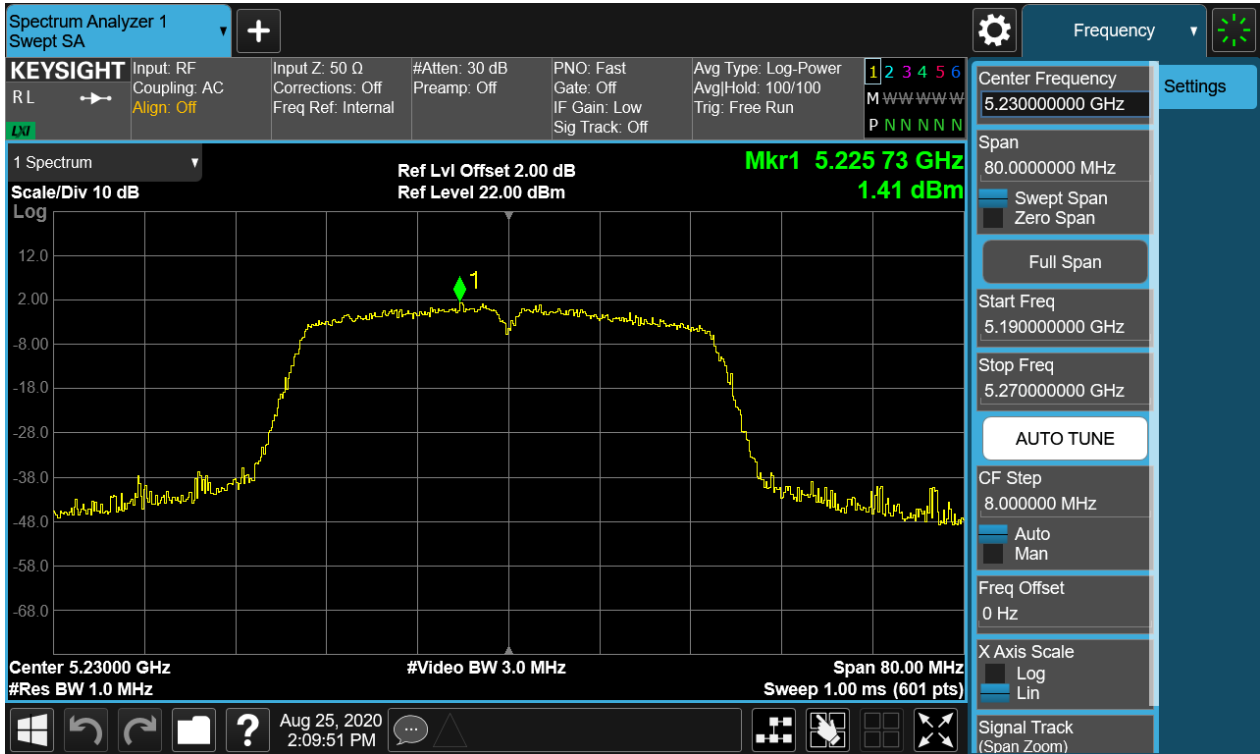 Spectrum Analyzer 1
Swept SA
+
Frequency
KEYSIGHT
R L
LXI
Input: RF
Coupling: AC
Align: Off
Input Z: 50 Ω
Corrections: Off
Freq Ref: Internal
#Atten: 30 dB
Preamp: Off
PNO: Fast
Gate: Off
IF Gain: Low
Sig Track: Off
Avg Type: Log-Power
Avg|Hold: 100/100
Trig: Free Run
1 2 3 4 5 6
M W W W W W
P N N N N N
1 Spectrum
Scale/Div 10 dB
Log
Ref Lvl Offset 2.00 dB
Ref Level 22.00 dBm
Mkr1 5.225 73 GHz
1.41 dBm
1
12.0
2.00
-8.00
-18.0
-28.0
-38.0
-48.0
-58.0
-68.0
Center 5.23000 GHz
#Res BW 1.0 MHz
#Video BW 3.0 MHz
Span 80.00 MHz
Sweep 1.00 ms (601 pts)
Settings
Center Frequency
5.230000000 GHz
Span
80.0000000 MHz
Swept Span
Zero Span
Full Span
Start Freq
5.190000000 GHz
Stop Freq
5.270000000 GHz
AUTO TUNE
CF Step
8.000000 MHz
Auto
Man
Freq Offset
0 Hz
X Axis Scale
Log
Lin
Signal Track
(Span Zoom)
?
Aug 25, 2020
2:09:51 PM